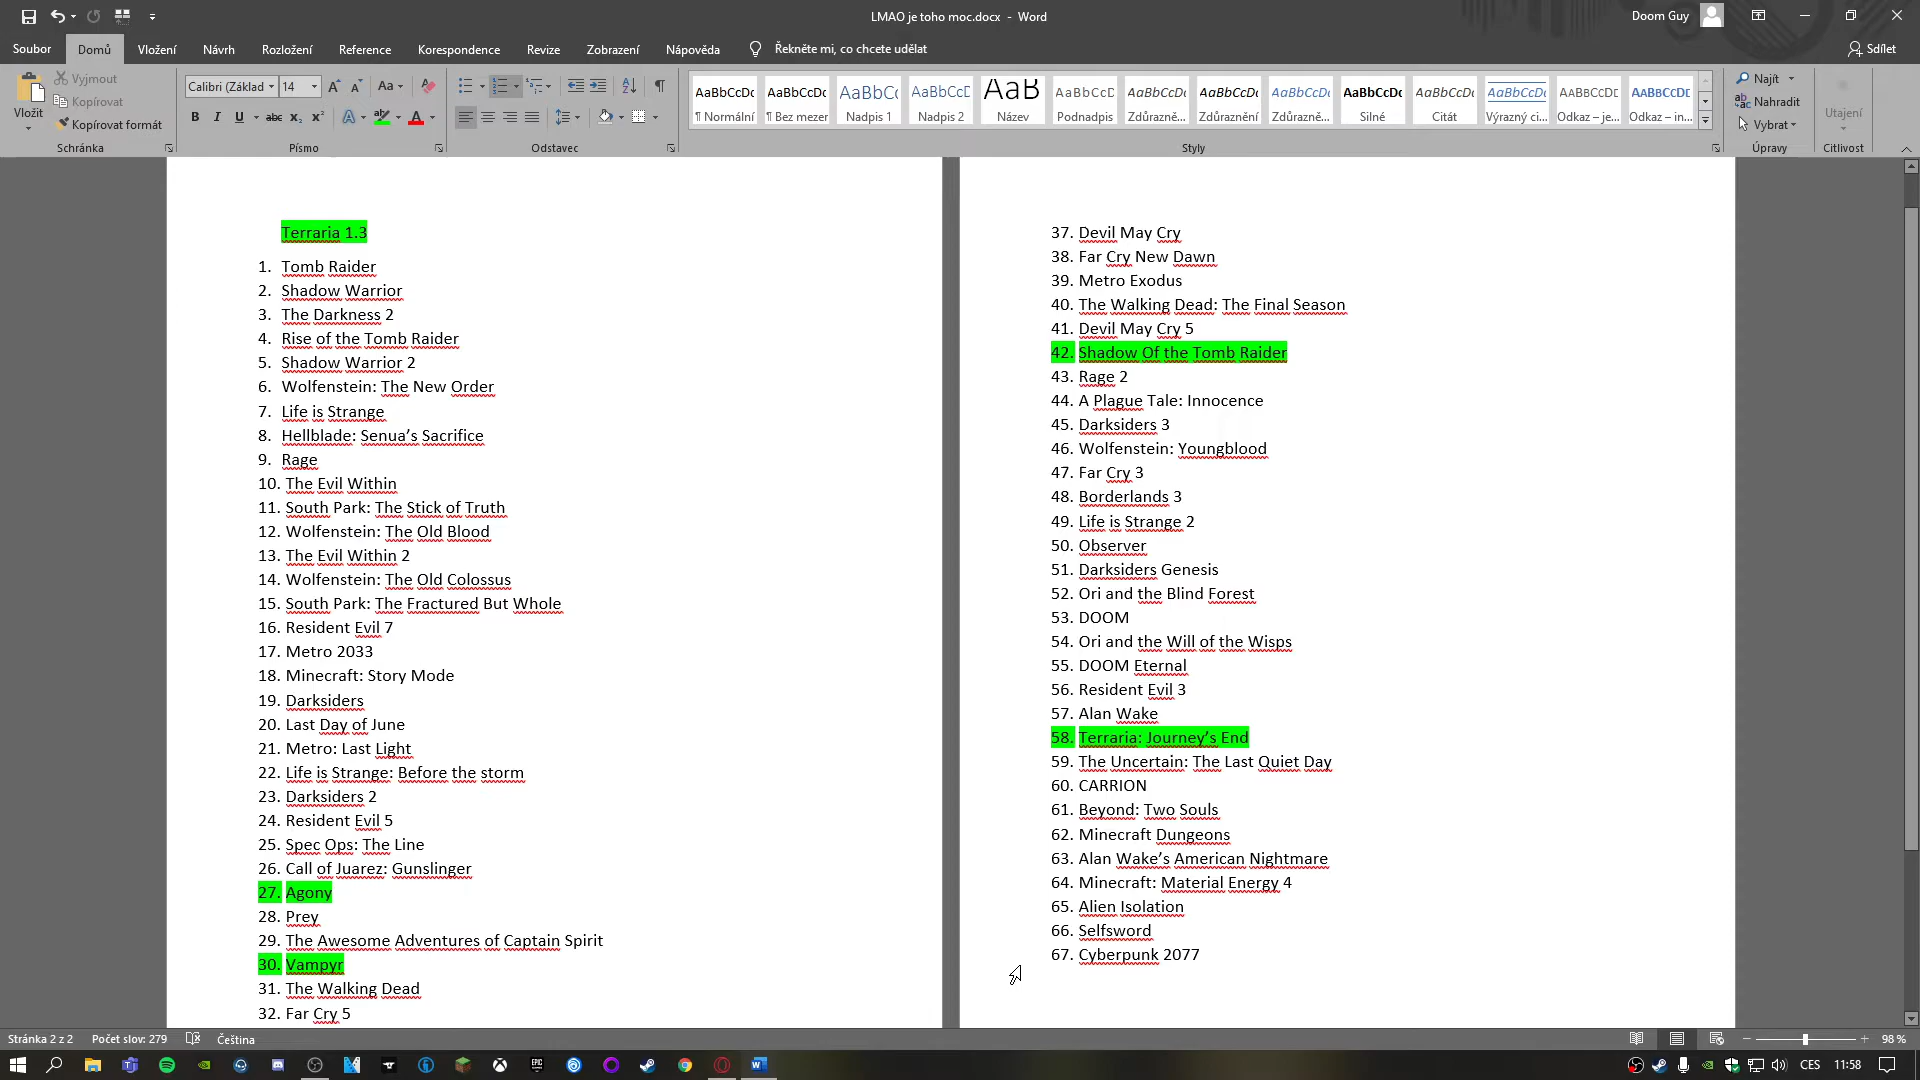 LMAO je toho moc.docx - Word
Doom Guy
Soubor Domů Vložení Návrh Rozložení Reference Korespondence Revize Zobrazení Nápověda Řekněte mi, co chcete udělat Sdílet
Vložit
Vyjmout
Kopírovat
Kopírovat formát
Schránka
Calibri (Základ 14
Písmo
Odstavec
AaBbCcDc AaBbCcDc AaBbC( AaBbCcE AaB AaBbCcD AaBbCcDc AaBbCcDc AaBbCcDc AaBbCcDc AaBbCcDc AaBbCcDc AABBCCDE AABBCCDE
¶ Normální ¶ Bez mezer Nadpis 1 Nadpis 2 Název Podnadpis Zdůrazně... Zdůraznění Zdůrazně... Silné Citát Výrazný ci... Odkaz – je... Odkaz – in...
Styly
Najít
Nahradit
Vybrat
Úpravy
Utajení
Citlivost
Terraria 1.3
1. Tomb Raider
2. Shadow Warrior
3. The Darkness 2
4. Rise of the Tomb Raider
5. Shadow Warrior 2
6. Wolfenstein: The New Order
7. Life is Strange
8. Hellblade: Senua’s Sacrifice
9. Rage
10. The Evil Within
11. South Park: The Stick of Truth
12. Wolfenstein: The Old Blood
13. The Evil Within 2
14. Wolfenstein: The Old Colossus
15. South Park: The Fractured But Whole
16. Resident Evil 7
17. Metro 2033
18. Minecraft: Story Mode
19. Darksiders
20. Last Day of June
21. Metro: Last Light
22. Life is Strange: Before the storm
23. Darksiders 2
24. Resident Evil 5
25. Spec Ops: The Line
26. Call of Juarez: Gunslinger
27. Agony
28. Prey
29. The Awesome Adventures of Captain Spirit
30. Vampyr
31. The Walking Dead
32. Far Cry 5
37. Devil May Cry
38. Far Cry New Dawn
39. Metro Exodus
40. The Walking Dead: The Final Season
41. Devil May Cry 5
42. Shadow Of the Tomb Raider
43. Rage 2
44. A Plague Tale: Innocence
45. Darksiders 3
46. Wolfenstein: Youngblood
47. Far Cry 3
48. Borderlands 3
49. Life is Strange 2
50. Observer
51. Darksiders Genesis
52. Ori and the Blind Forest
53. DOOM
54. Ori and the Will of the Wisps
55. DOOM Eternal
56. Resident Evil 3
57. Alan Wake
58. Terraria: Journey’s End
59. The Uncertain: The Last Quiet Day
60. CARRION
61. Beyond: Two Souls
62. Minecraft Dungeons
63. Alan Wake’s American Nightmare
64. Minecraft: Material Energy 4
65. Alien Isolation
66. Selfsword
67. Cyberpunk 2077
Stránka 2 z 2 Počet slov: 279 Čeština 98 %
CES 11:58